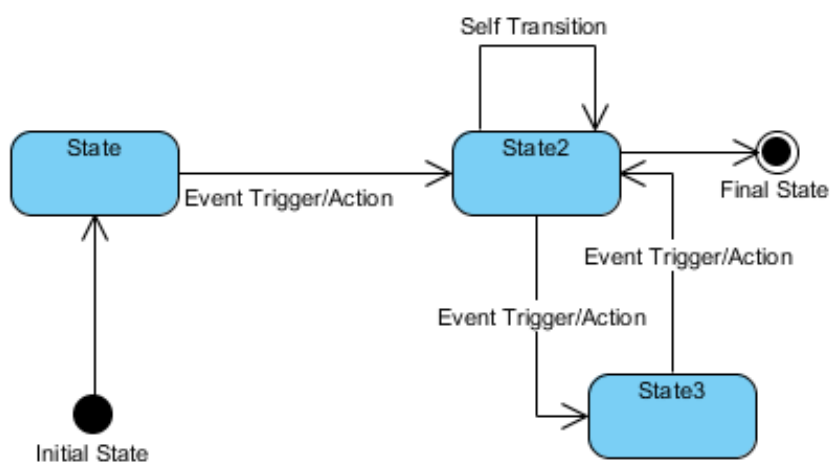 Self Transition
State
State2
Event Trigger/Action
Final State
Event Trigger/Action
Event Trigger/Action
State3
Initial State